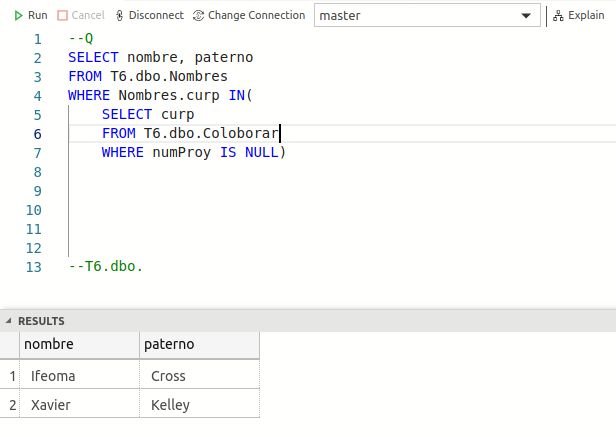 Run Cancel Disconnect Change Connection master Explain
1 --Q
2 SELECT nombre, paterno
3 FROM T6.dbo.Nombres
4 WHERE Nombres.curp IN(
5 SELECT curp
6 FROM T6.dbo.Coloborar
7 WHERE numProy IS NULL)
8
9
10
11
12
13 --T6.dbo.
RESULTS
nombre paterno
1 Ifeoma Cross
2 Xavier Kelley